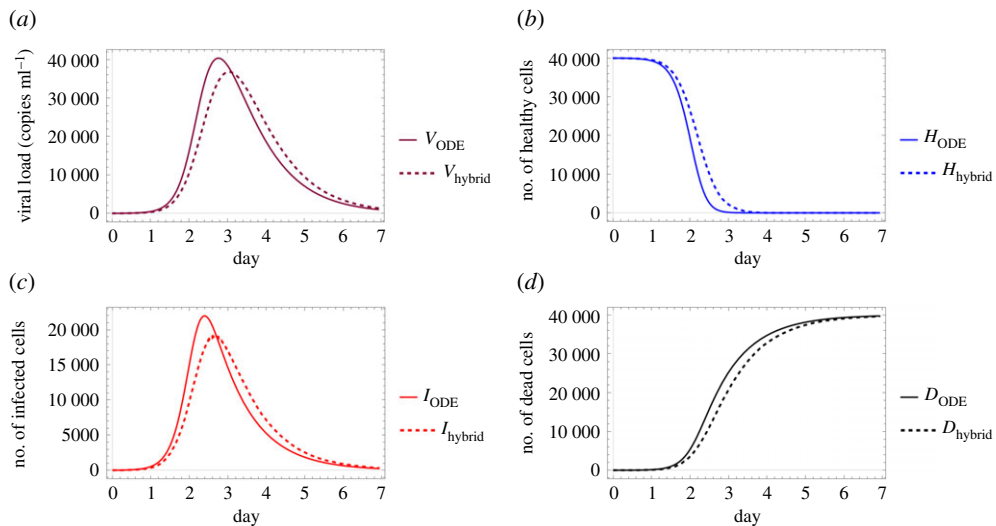 (a)
viral load (copies ml⁻¹)
40 000
30 000
20 000
10 000
0
0 1 2 3 4 5 6 7
day
V_ODE
V_hybrid
(b)
no. of healthy cells
40 000
30 000
20 000
10 000
0
0 1 2 3 4 5 6 7
day
H_ODE
H_hybrid
(c)
no. of infected cells
20 000
15 000
10 000
5000
0
0 1 2 3 4 5 6 7
day
I_ODE
I_hybrid
(d)
no. of dead cells
40 000
30 000
20 000
10 000
0
0 1 2 3 4 5 6 7
day
D_ODE
D_hybrid